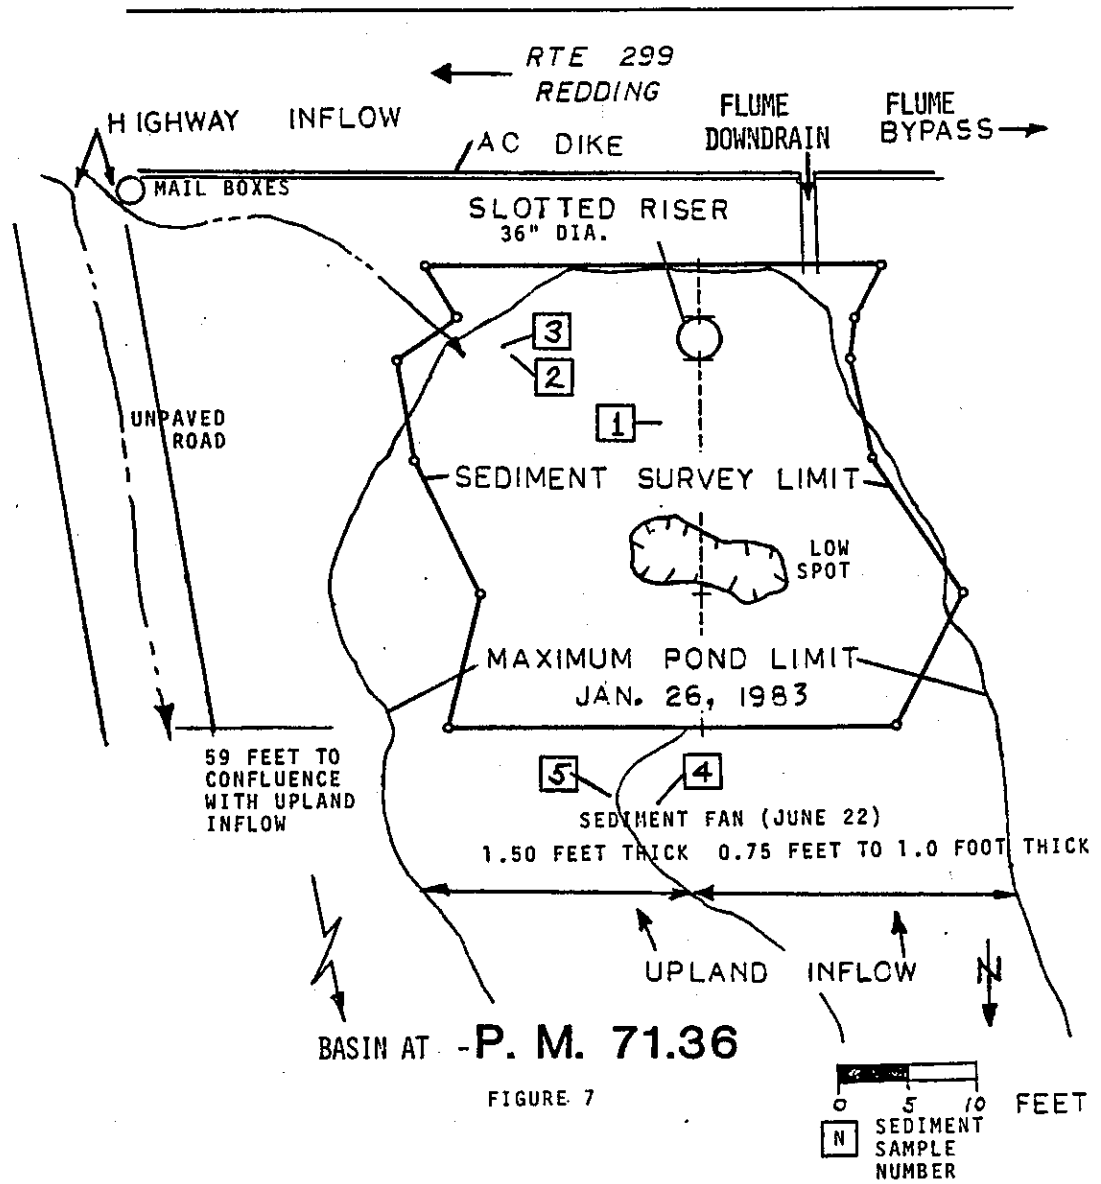 RTE 299
REDDING
HIGHWAY INFLOW
FLUME
DOWNDRAIN
FLUME
BYPASS
AC DIKE
MAIL BOXES
SLOTTED RISER
36" DIA.
3
2
1
UNPAVED
ROAD
SEDIMENT SURVEY LIMIT
LOW
SPOT
MAXIMUM POND LIMIT
JAN. 26, 1983
59 FEET TO
CONFLUENCE
WITH UPLAND
INFLOW
5
4
SEDIMENT FAN (JUNE 22)
1.50 FEET THICK 0.75 FEET TO 1.0 FOOT THICK
UPLAND INFLOW
N
BASIN AT -P. M. 71.36
FIGURE 7
0 5 10 FEET
N SEDIMENT
SAMPLE
NUMBER